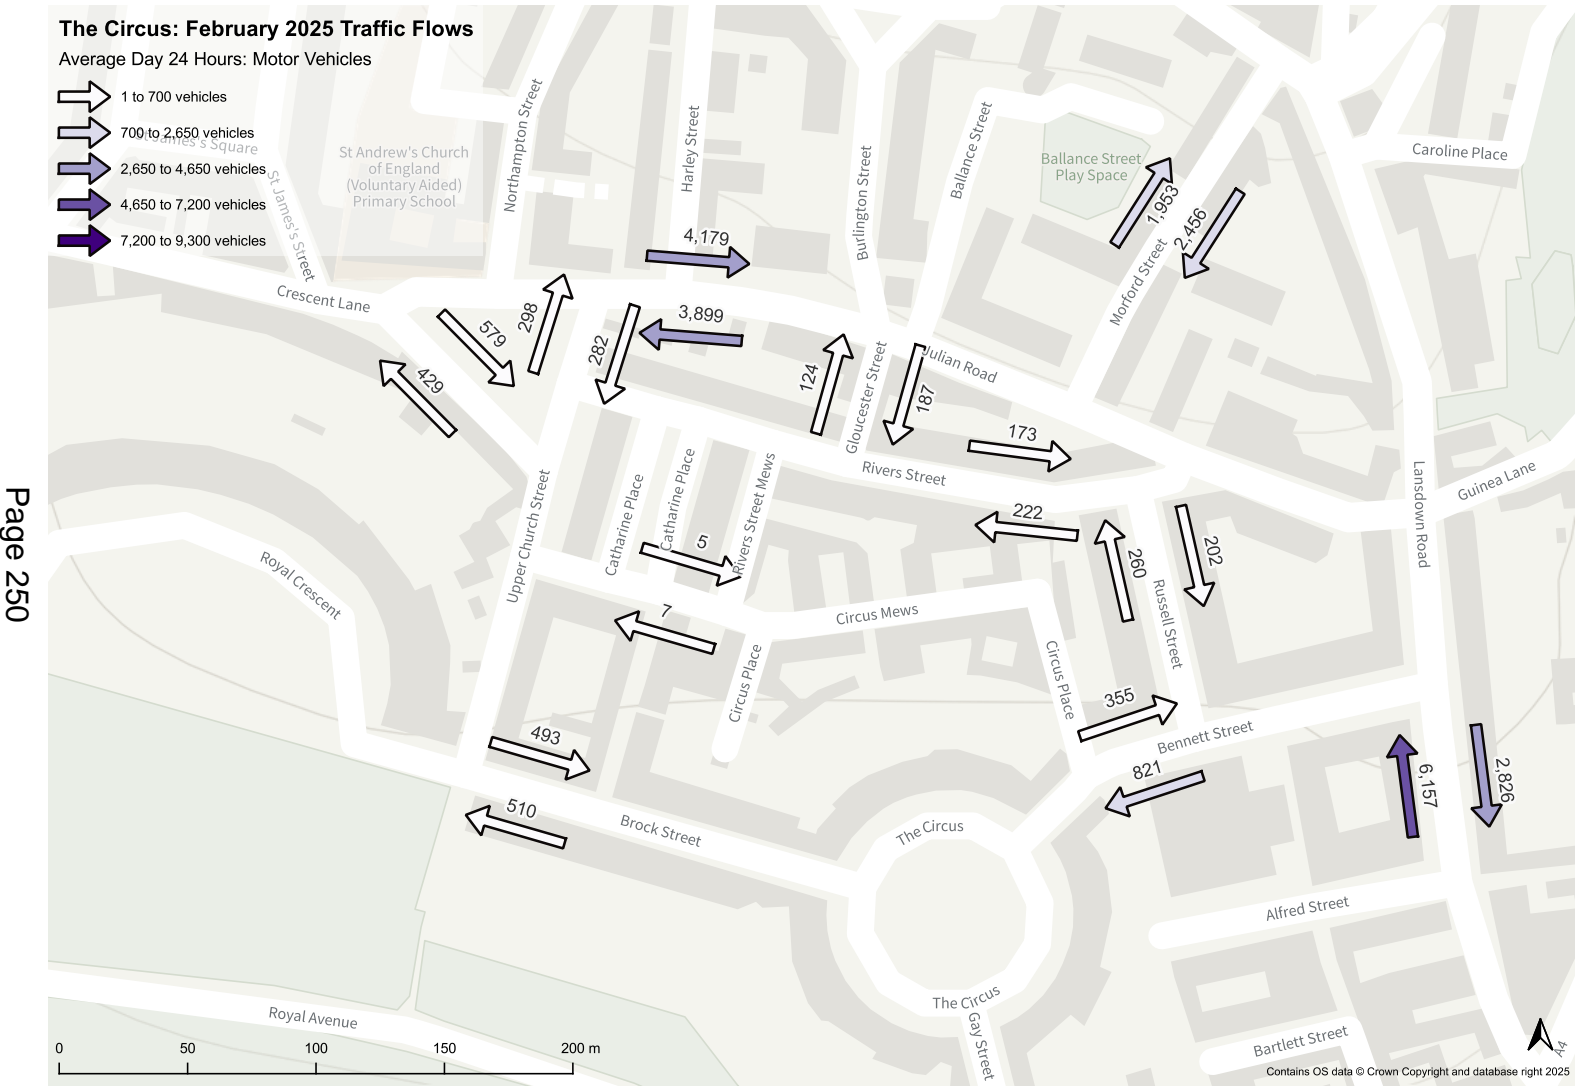 The Circus: February 2025 Traffic Flows
Average Day 24 Hours: Motor Vehicles
1 to 700 vehicles
700 to 2,650 vehicles
2,650 to 4,650 vehicles
4,650 to 7,200 vehicles
7,200 to 9,300 vehicles
St James's Square
St James's Street
St Andrew's Church
of England
(Voluntary Aided)
Primary School
Northampton Street
Harley Street
Burlington Street
Ballance Street
Ballance Street
Play Space
Caroline Place
1,953
2,456
Morford Street
4,179
3,899
Crescent Lane
579
298
282
429
124
Gloucester Street
187
Julian Road
173
Rivers Street
222
Lansdown Road
Guinea Lane
Upper Church Street
Catharine Place
Catharine Place
Rivers Street Mews
5
7
Royal Crescent
Circus Mews
260
202
Russell Street
Circus Place
Circus Place
355
Bennett Street
821
493
510
Brock Street
The Circus
6,157
2,826
Alfred Street
The Circus
Gay Street
Bartlett Street
A4
Royal Avenue
0
50
100
150
200 m
Contains OS data © Crown Copyright and database right 2025
Page 250